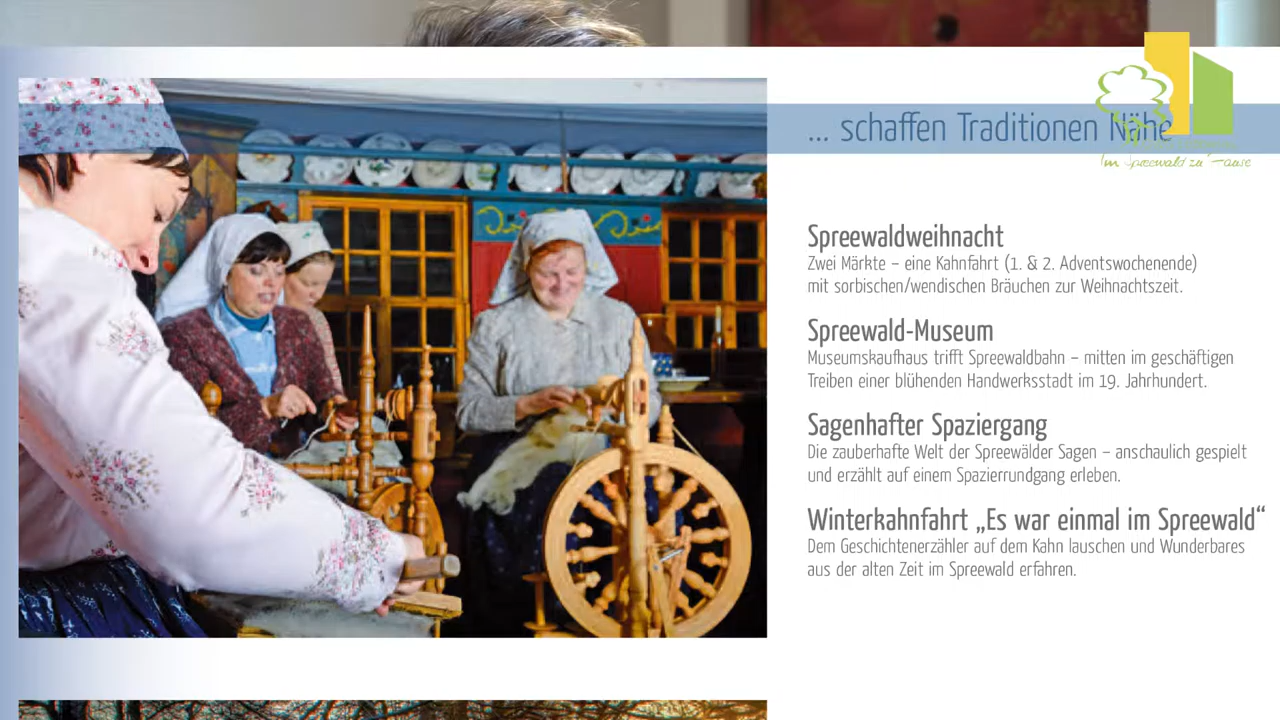 ... schaffen Traditionen Nähe
Im Spreewald zu Hause
Spreewaldweihnacht
Zwei Märkte – eine Kahnfahrt (1. & 2. Adventswochenende)
mit sorbischen/wendischen Bräuchen zur Weihnachtszeit.
Spreewald-Museum
Museumskaufhaus trifft Spreewaldbahn – mitten im geschäftigen
Treiben einer blühenden Handwerksstadt im 19. Jahrhundert.
Sagenhafter Spaziergang
Die zauberhafte Welt der Spreewälder Sagen – anschaulich gespielt
und erzählt auf einem Spazierrundgang erleben.
Winterkahnfahrt „Es war einmal im Spreewald“
Dem Geschichtenerzähler auf dem Kahn lauschen und Wunderbares
aus der alten Zeit im Spreewald erfahren.